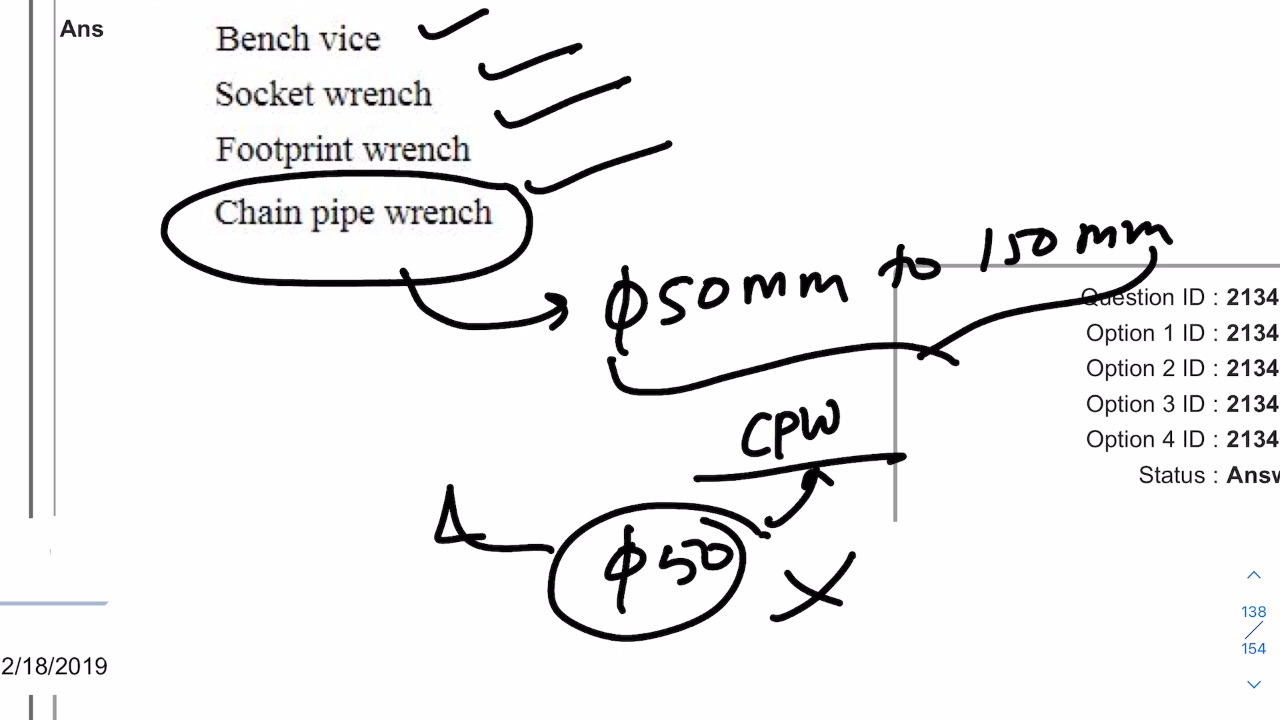 Ans
Bench vice
Socket wrench
Footprint wrench
Chain pipe wrench
ϕ50mm to 150mm
Question ID : 2134
Option 1 ID : 2134
Option 2 ID : 2134
Option 3 ID : 2134
Option 4 ID : 2134
Status : Answ
CPW
ϕ50
X
138
154
2/18/2019